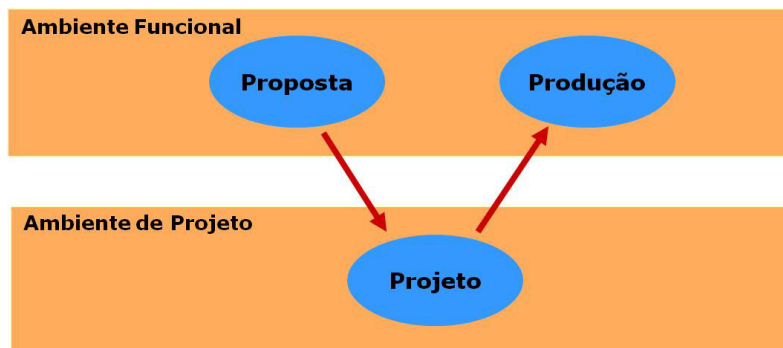 Ambiente Funcional
Proposta
Produção
Ambiente de Projeto
Projeto